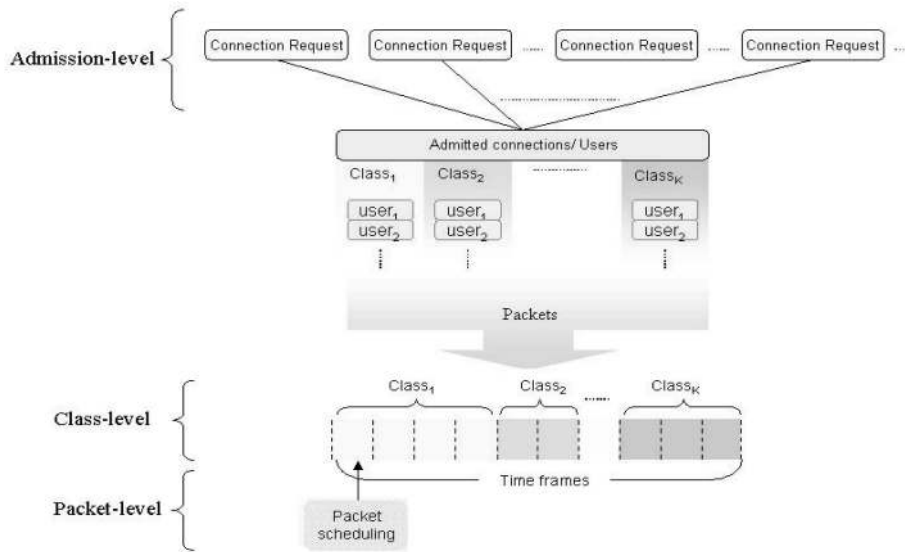 Admission-level
Connection Request
Connection Request
......
Connection Request
......
Connection Request
...
Admitted connections/ Users
Class₁
Class₂
Classₖ
user₁
user₂
user₁
user₂
user₁
user₂
Packets
Class-level
Class₁
Class₂
......
Classₖ
Time frames
Packet-level
Packet
scheduling